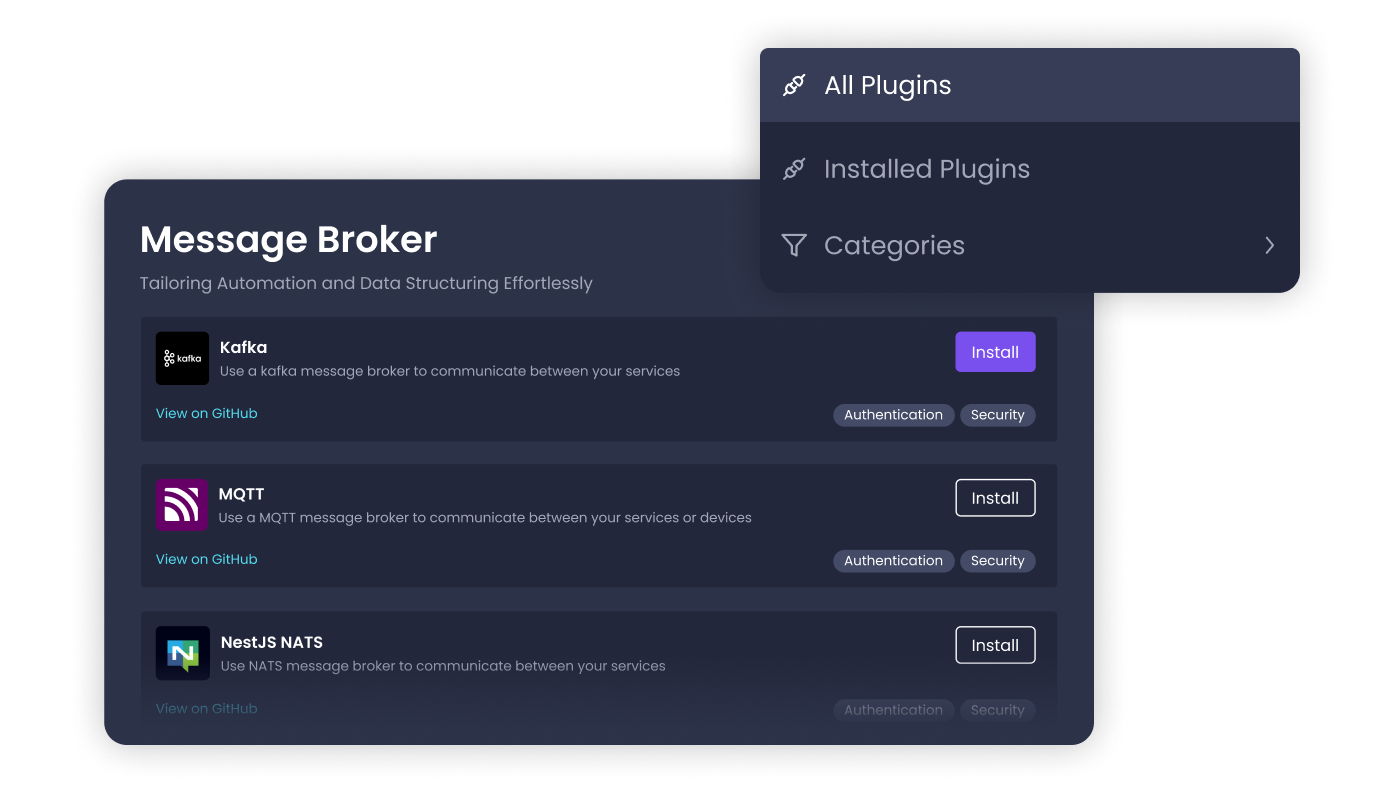 All Plugins
Installed Plugins
Categories
Message Broker
Tailoring Automation and Data Structuring Effortlessly
kafka
Kafka
Use a kafka message broker to communicate between your services
Install
View on GitHub
Authentication
Security
MQTT
Use a MQTT message broker to communicate between your services or devices
Install
View on GitHub
Authentication
Security
N
NestJS NATS
Use NATS message broker to communicate between your services
Install
View on GitHub
Authentication
Security